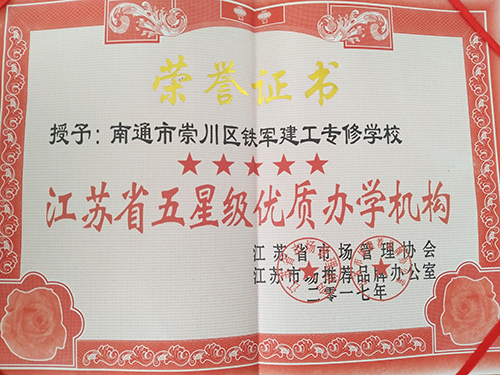 荣誉证书
授予：南通市崇川区铁军建工专修学校
★★★★★
江苏省五星级优质办学机构
江苏省市场管理协会
江苏市场推荐品牌办公室
二零一七年